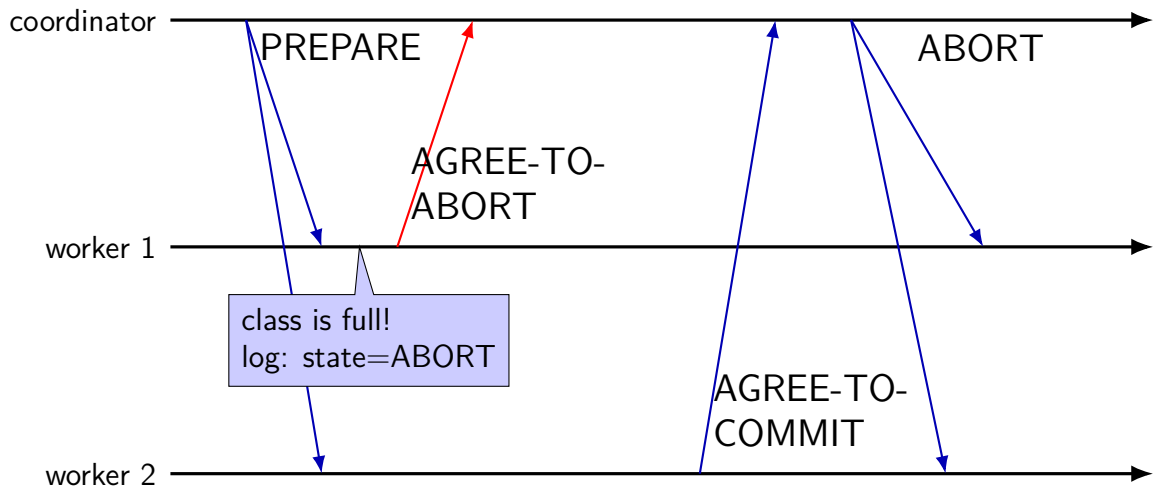 coordinator
PREPARE
ABORT
AGREE-TO-
ABORT
worker 1
class is full!
log: state=ABORT
AGREE-TO-
COMMIT
worker 2